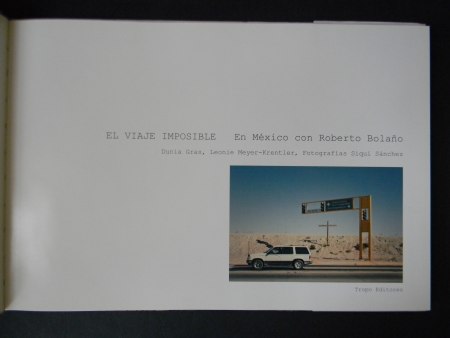 EL VIAJE IMPOSIBLE En México con Roberto Bolaño
Dunia Gras, Leonie Meyer-Krentler, Fotografías Siqui Sánchez
Tropo Editores